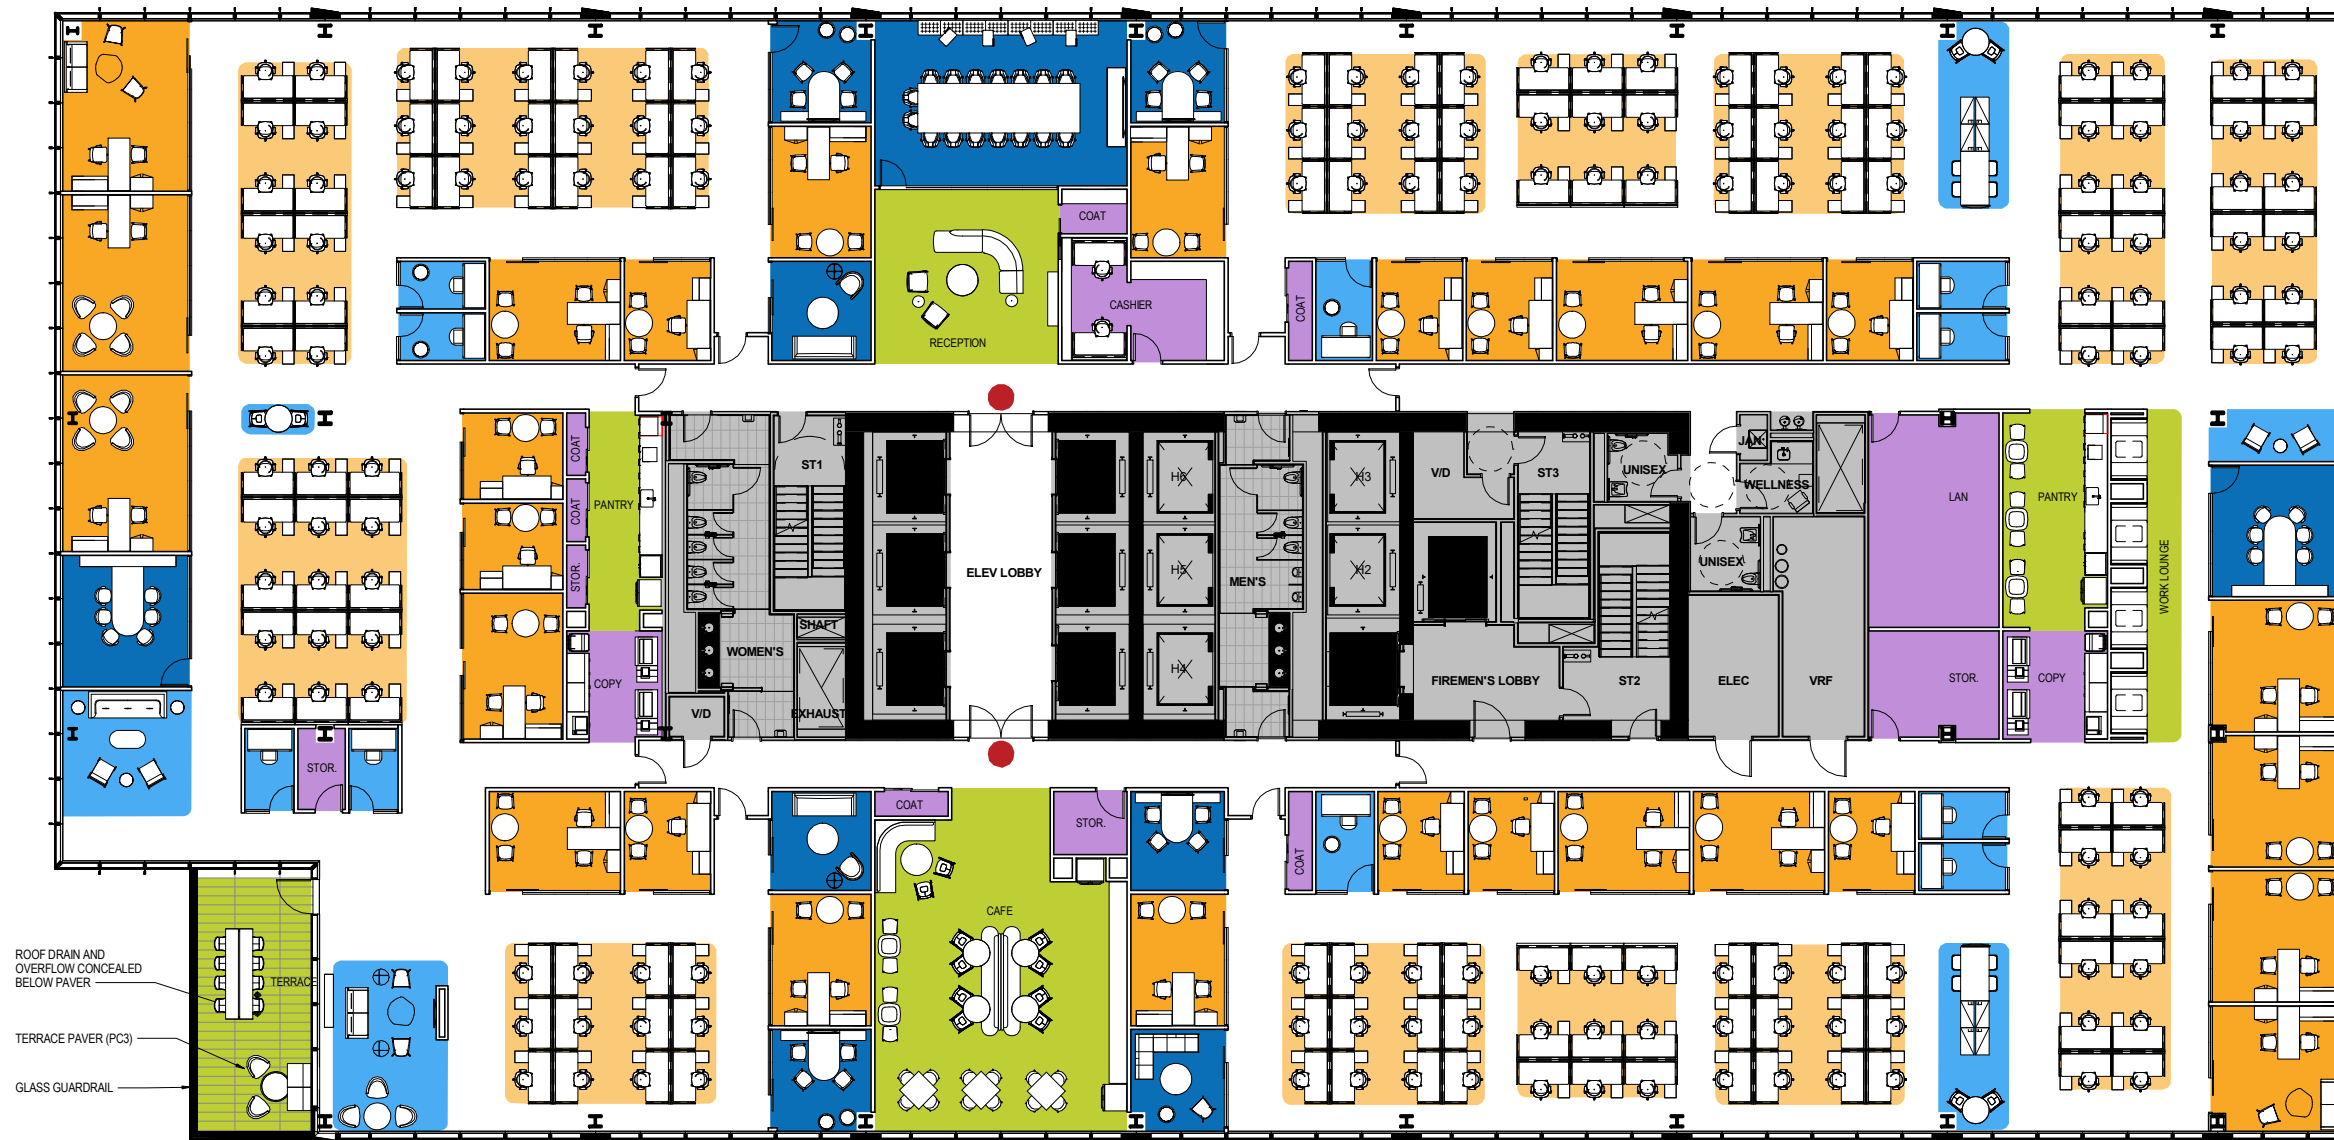 COAT
CASHIER
RECEPTION
COAT
COAT
COAT
STOR.
PANTRY
COPY
ST1
WOMEN'S
SHAFT
EXHAUST
V/D
ELEV LOBBY
H6
H5
H4
MEN'S
H3
H2
V/D
ST3
UNISEX
JAN
WELLNESS
UNISEX
FIREMEN'S LOBBY
ST2
ELEC
VRF
LAN
STOR.
PANTRY
COPY
WORK LOUNGE
STOR.
COAT
STOR.
COAT
CAFE
TERRACE
ROOF DRAIN AND
OVERFLOW CONCEALED
BELOW PAVER
TERRACE PAVER (PC3)
GLASS GUARDRAIL